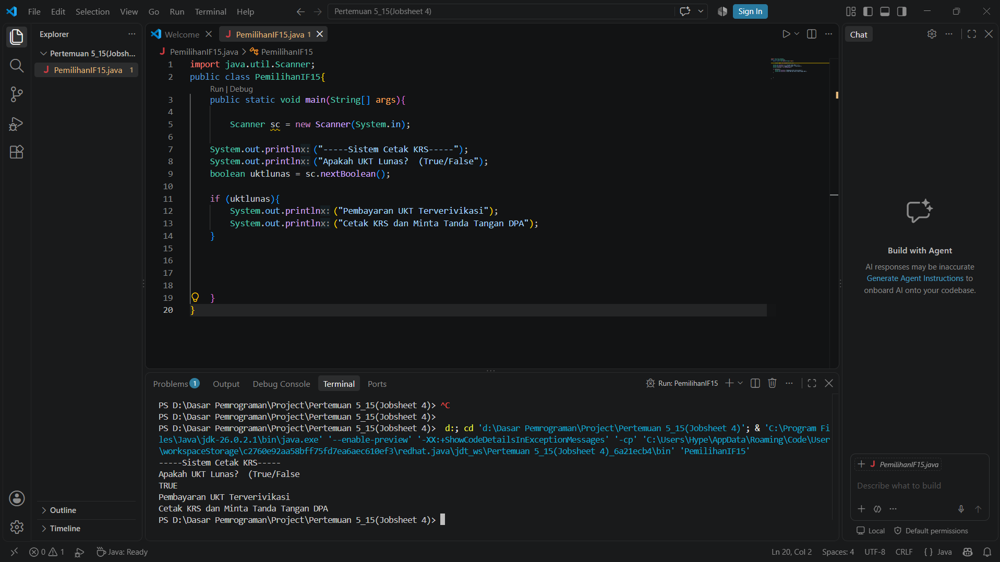 File Edit Selection View Go Run Terminal Help
Pertemuan 5_15(Jobsheet 4)
Sign In
Explorer
Pertemuan 5_15(Jobsh...
PemilihanIF15.java 1
Outline
Timeline
Welcome
PemilihanIF15.java 1
PemilihanIF15.java > PemilihanIF15
1 import java.util.Scanner;
2 public class PemilihanIF15{
Run | Debug
3 public static void main(String[] args){
4
5 Scanner sc = new Scanner(System.in);
6
7 System.out.println(x: "-----Sistem Cetak KRS-----");
8 System.out.println(x: "Apakah UKT Lunas?  (True/False");
9 boolean uktlunas = sc.nextBoolean();
10
11 if (uktlunas){
12 System.out.println(x: "Pembayaran UKT Terverivikasi");
13 System.out.println(x: "Cetak KRS dan Minta Tanda Tangan DPA");
14 }
15
16
17
18
19 }
20 }
Problems 1 Output Debug Console Terminal Ports
Run: PemilihanIF15
PS D:\Dasar Pemrograman\Project\Pertemuan 5_15(Jobsheet 4)> ^C
PS D:\Dasar Pemrograman\Project\Pertemuan 5_15(Jobsheet 4)>
PS D:\Dasar Pemrograman\Project\Pertemuan 5_15(Jobsheet 4)>  d:; cd 'd:\Dasar Pemrograman\Project\Pertemuan 5_15(Jobsheet 4)'; & 'C:\Program Fi
les\Java\jdk-26.0.2.1\bin\java.exe' '--enable-preview' '-XX:+ShowCodeDetailsInExceptionMessages' '-cp' 'C:\Users\Hype\AppData\Roaming\Code\User
\workspaceStorage\c2760e92aa58bff75fd7ea6aec610ef3\redhat.java\jdt_ws\Pertemuan 5_15(Jobsheet 4)_6a21ecb4\bin' 'PemilihanIF15'
-----Sistem Cetak KRS-----
Apakah UKT Lunas?  (True/False
TRUE
Pembayaran UKT Terverivikasi
Cetak KRS dan Minta Tanda Tangan DPA
PS D:\Dasar Pemrograman\Project\Pertemuan 5_15(Jobsheet 4)>
Chat
Build with Agent
AI responses may be inaccurate
Generate Agent Instructions to
onboard AI onto your codebase.
PemilihanIF15.java
Describe what to build
Local
Default permissions
0 1
Java: Ready
Ln 20, Col 2
Spaces: 4
UTF-8
CRLF
{ } Java